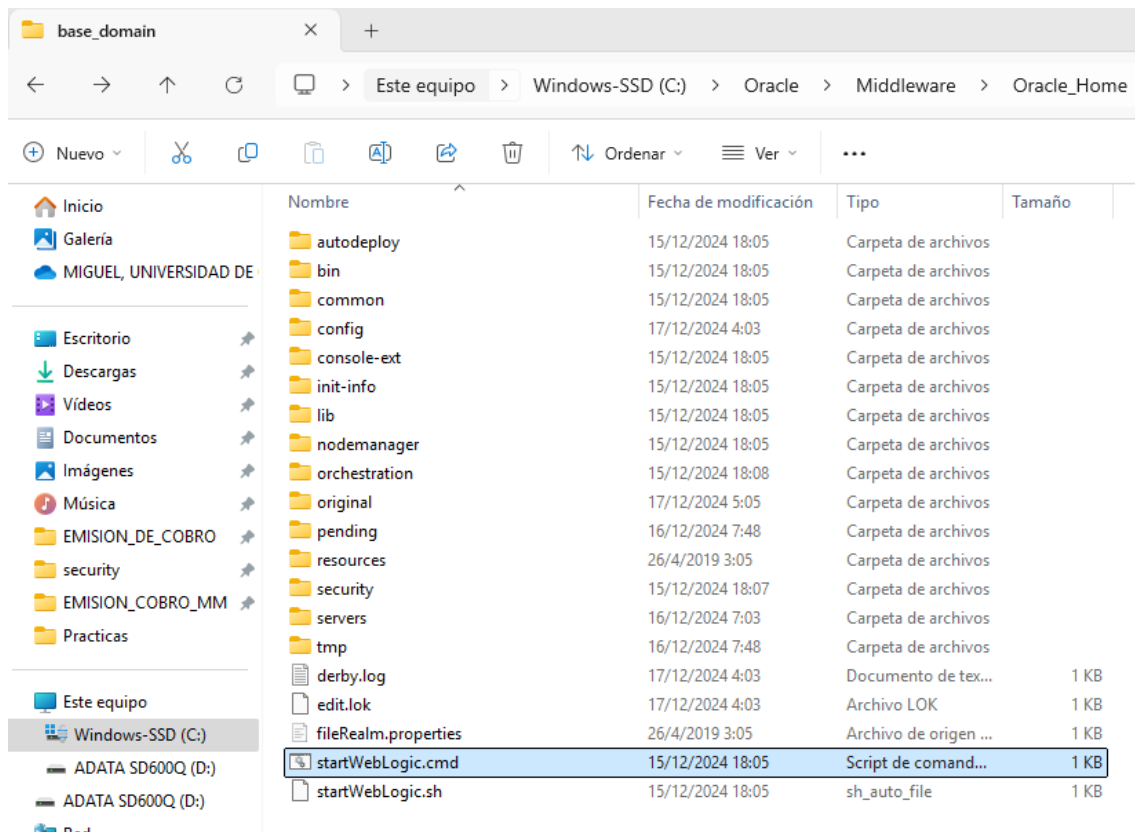 base_domain
Este equipo > Windows-SSD (C:) > Oracle > Middleware > Oracle_Home
Nuevo Ordenar Ver
Nombre Fecha de modificación Tipo Tamaño
Inicio
Galería
MIGUEL, UNIVERSIDAD DE
Escritorio
Descargas
Vídeos
Documentos
Imágenes
Música
EMISION_DE_COBRO
security
EMISION_COBRO_MM
Practicas
Este equipo
Windows-SSD (C:)
ADATA SD600Q (D:)
ADATA SD600Q (D:)
autodeploy 15/12/2024 18:05 Carpeta de archivos
bin 15/12/2024 18:05 Carpeta de archivos
common 15/12/2024 18:05 Carpeta de archivos
config 17/12/2024 4:03 Carpeta de archivos
console-ext 15/12/2024 18:05 Carpeta de archivos
init-info 15/12/2024 18:05 Carpeta de archivos
lib 15/12/2024 18:05 Carpeta de archivos
nodemanager 15/12/2024 18:05 Carpeta de archivos
orchestration 15/12/2024 18:08 Carpeta de archivos
original 17/12/2024 5:05 Carpeta de archivos
pending 16/12/2024 7:48 Carpeta de archivos
resources 26/4/2019 3:05 Carpeta de archivos
security 15/12/2024 18:07 Carpeta de archivos
servers 16/12/2024 7:03 Carpeta de archivos
tmp 16/12/2024 7:48 Carpeta de archivos
derby.log 17/12/2024 4:03 Documento de tex... 1 KB
edit.lok 17/12/2024 4:03 Archivo LOK 1 KB
fileRealm.properties 26/4/2019 3:05 Archivo de origen ... 1 KB
startWebLogic.cmd 15/12/2024 18:05 Script de comand... 1 KB
startWebLogic.sh 15/12/2024 18:05 sh_auto_file 1 KB